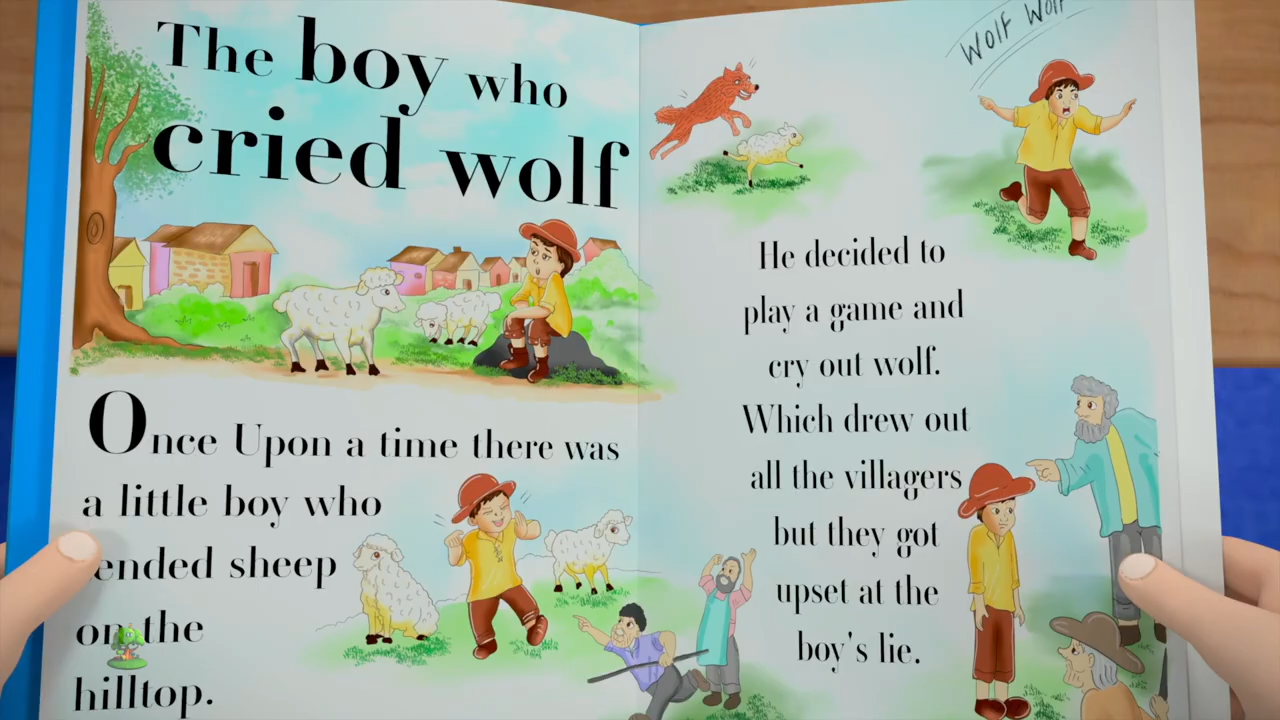 The boy who
cried wolf
Once Upon a time there was
a little boy who
ended sheep
on the
hilltop.
Wolf Wolf
He decided to
play a game and
cry out wolf.
Which drew out
all the villagers
but they got
upset at the
boy's lie.